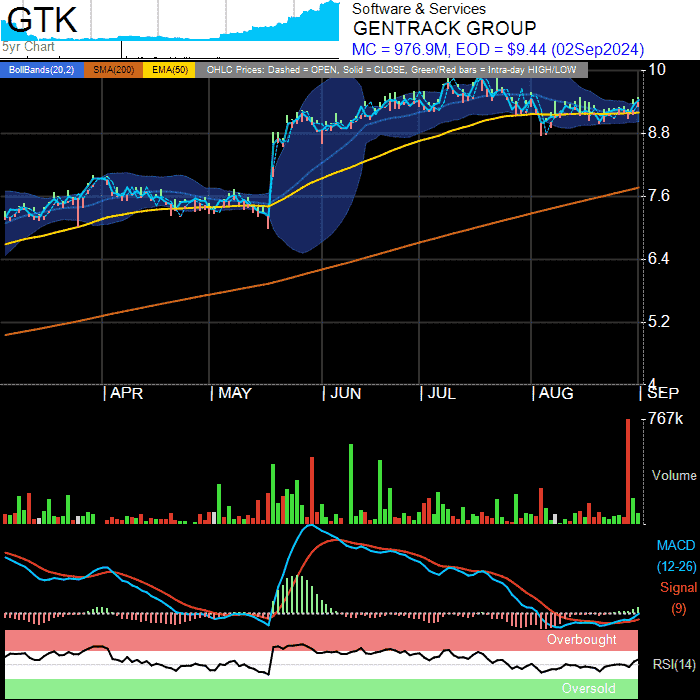 GTK
5yr Chart
Software & Services
GENTRACK GROUP
MC = 976.9M, EOD = $9.44 (02Sep2024)
BollBands(20,2) SMA(200) EMA(50) OHLC Prices: Dashed = OPEN, Solid = CLOSE, Green/Red bars = Intra-day HIGH/LOW
10
8.8
7.6
6.4
5.2
4
APR MAY JUN JUL AUG SEP
767k
Volume
MACD
(12-26)
Signal
(9)
Overbought
RSI(14)
Oversold